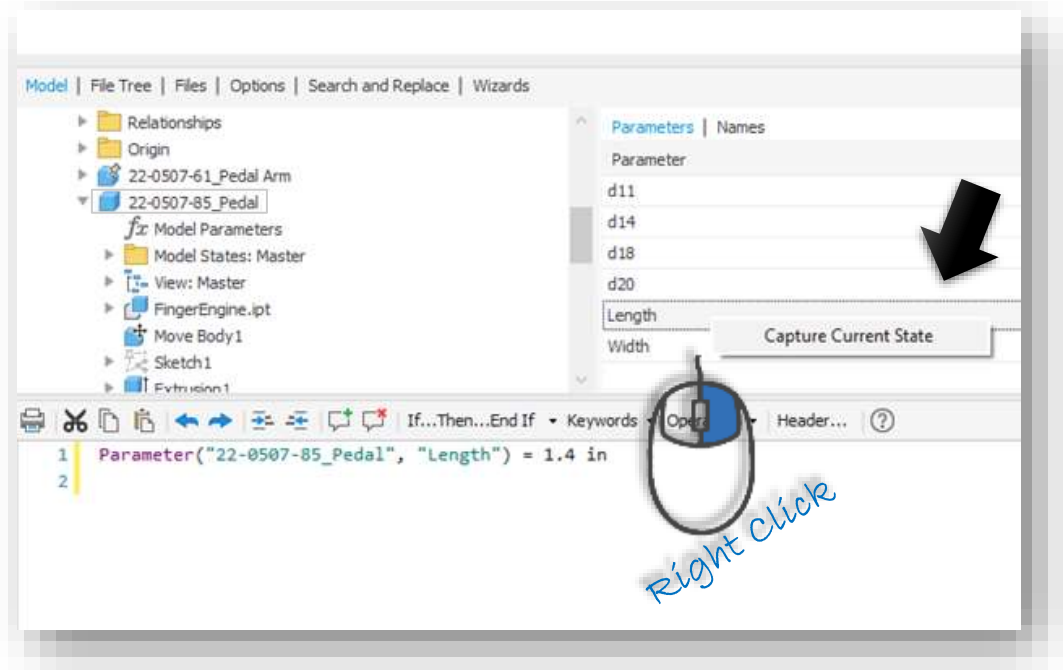 Model | File Tree | Files | Options | Search and Replace | Wizards
Relationships
Origin
22-0507-61_Pedal Arm
22-0507-85_Pedal
fx Model Parameters
Model States: Master
View: Master
FingerEngine.ipt
Move Body1
Sketch1
Extrusion1
Parameters | Names
Parameter
d11
d14
d18
d20
Length
Width
Capture Current State
If...Then...End If Keywords Header... ?
1 Parameter("22-0507-85_Pedal", "Length") = 1.4 in
2
Right Click